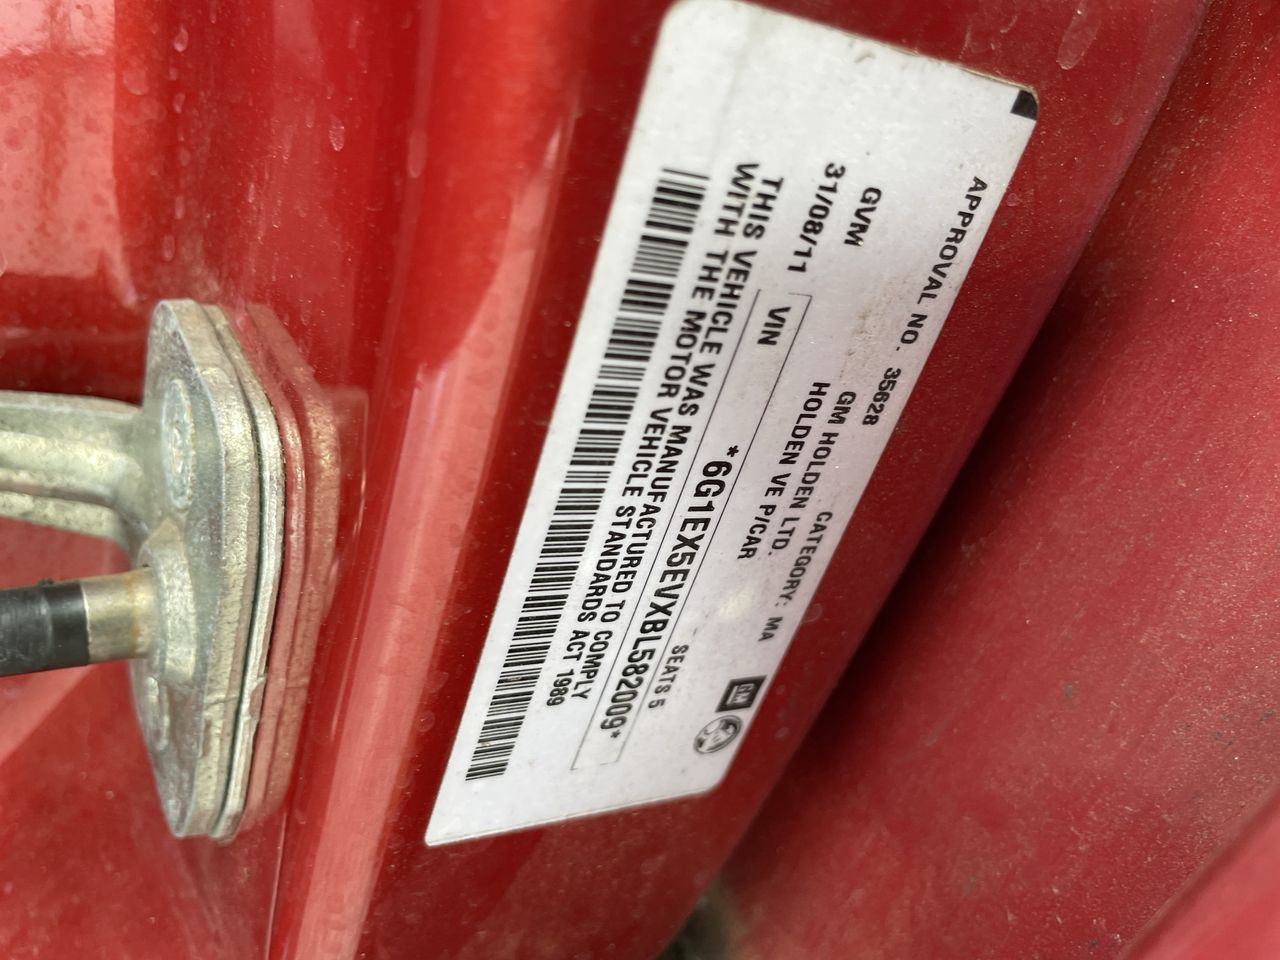 APPROVAL NO. 35628
CATEGORY: MA
GM HOLDEN LTD.
GVM HOLDEN VE P/CAR
31/08/11
SEATS 5
VIN *6G1EX5EVXBL582009*
THIS VEHICLE WAS MANUFACTURED TO COMPLY
WITH THE MOTOR VEHICLE STANDARDS ACT 1989
GM